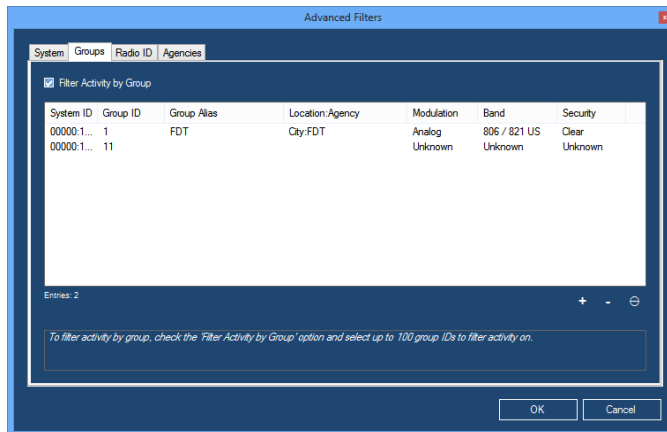 Advanced Filters
System Groups Radio ID Agencies
Filter Activity by Group
System ID Group ID Group Alias Location:Agency Modulation Band Security
00000:1... 1 FDT City:FDT Analog 806 / 821 US Clear
00000:1... 11 Unknown Unknown Unknown
Entries: 2
+ -
To filter activity by group, check the 'Filter Activity by Group' option and select up to 100 group IDs to filter activity on.
OK Cancel